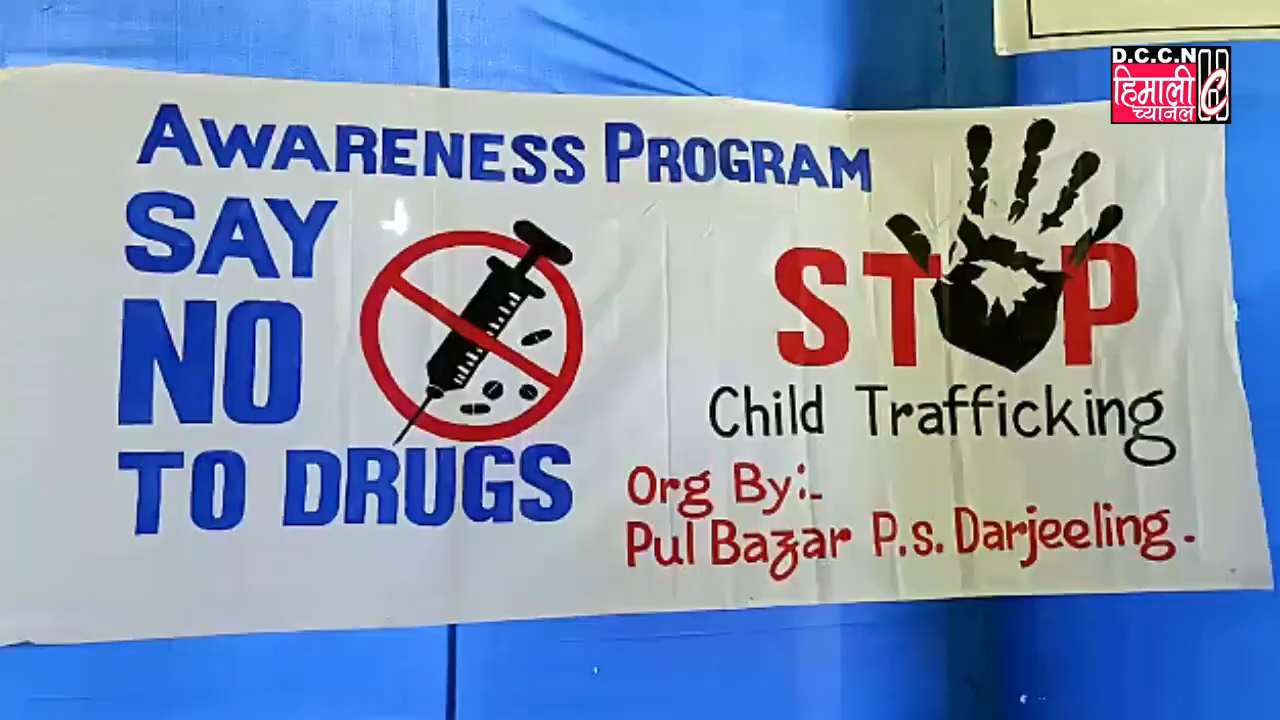 AWARENESS PROGRAM
SAY
NO
TO DRUGS
STOP
Child Trafficking
Org By:-
Pul Bazar P.s. Darjeeling.
D.C.C.N
हिमाली
च्यानल